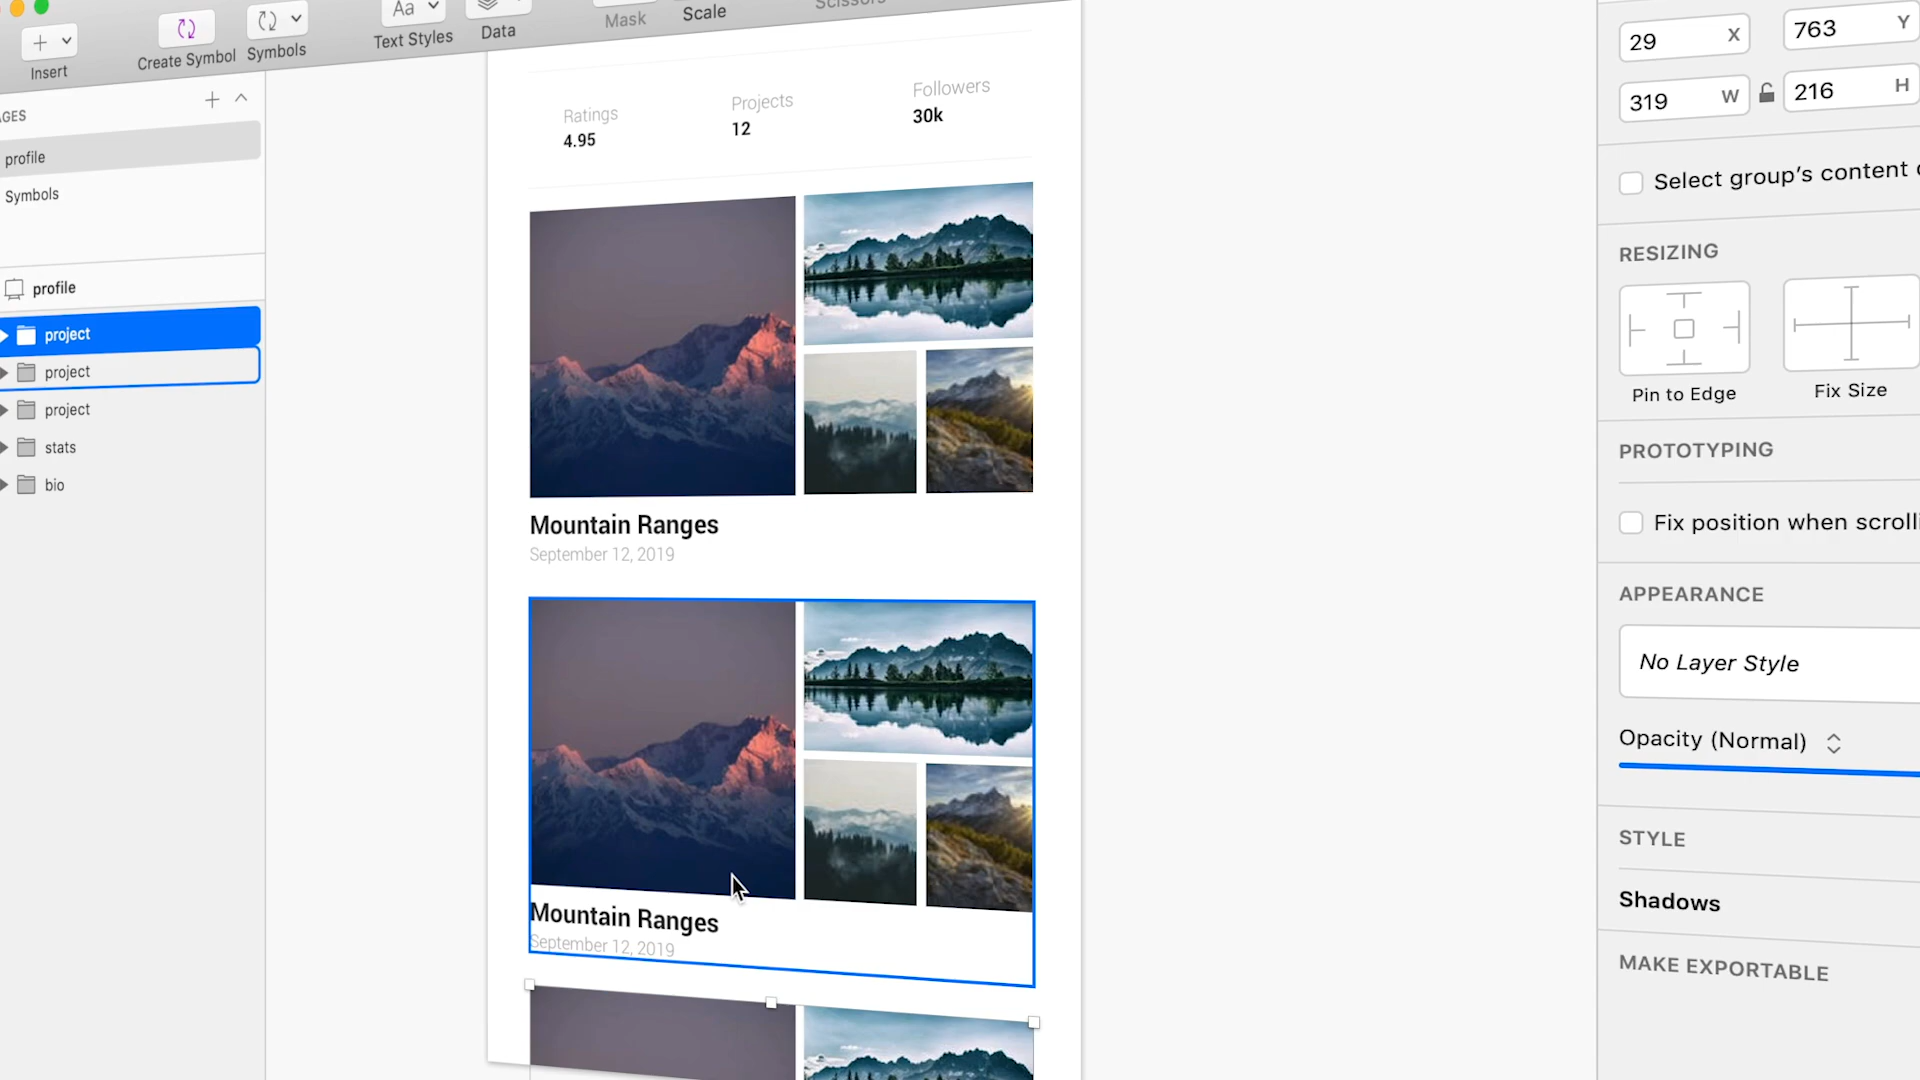 Insert
Create Symbol
Symbols
Aa
Text Styles
Data
Mask
Scale
Scissors
AGES
profile
Symbols
profile
project
project
project
stats
bio
Ratings
4.95
Projects
12
Followers
30k
Mountain Ranges
September 12, 2019
Mountain Ranges
September 12, 2019
29 X
763 Y
319 W
216 H
Select group's content
RESIZING
Pin to Edge
Fix Size
PROTOTYPING
Fix position when scrolli
APPEARANCE
No Layer Style
Opacity (Normal)
STYLE
Shadows
MAKE EXPORTABLE